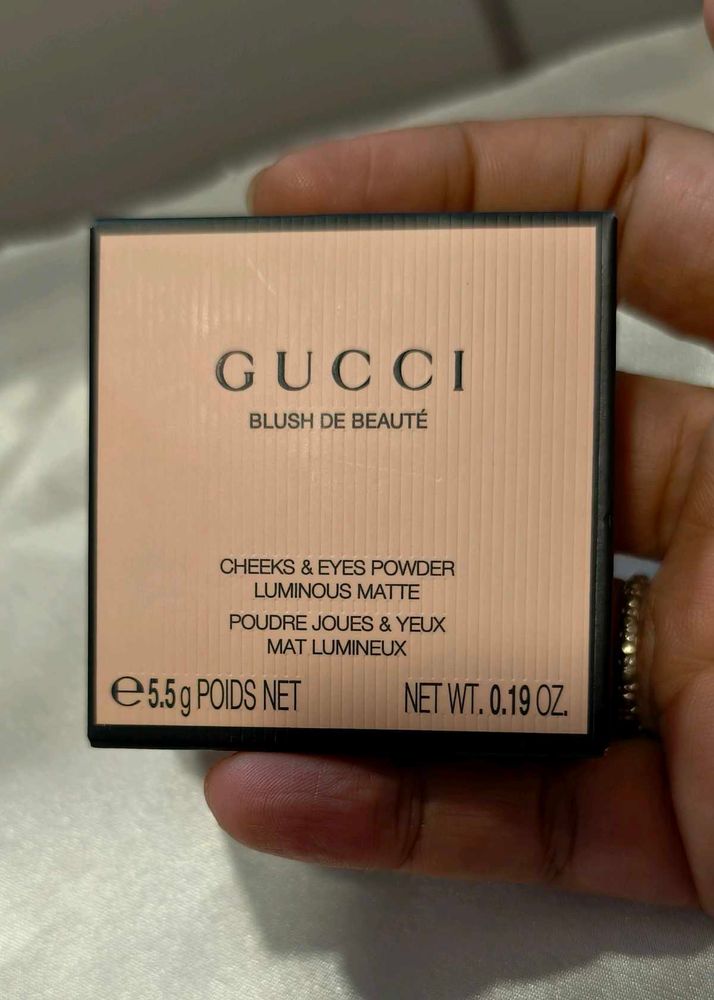 GUCCI
BLUSH DE BEAUTÉ
CHEEKS & EYES POWDER
LUMINOUS MATTE
POUDRE JOUES & YEUX
MAT LUMINEUX
℮ 5.5 g POIDS NET NET WT. 0.19 OZ.